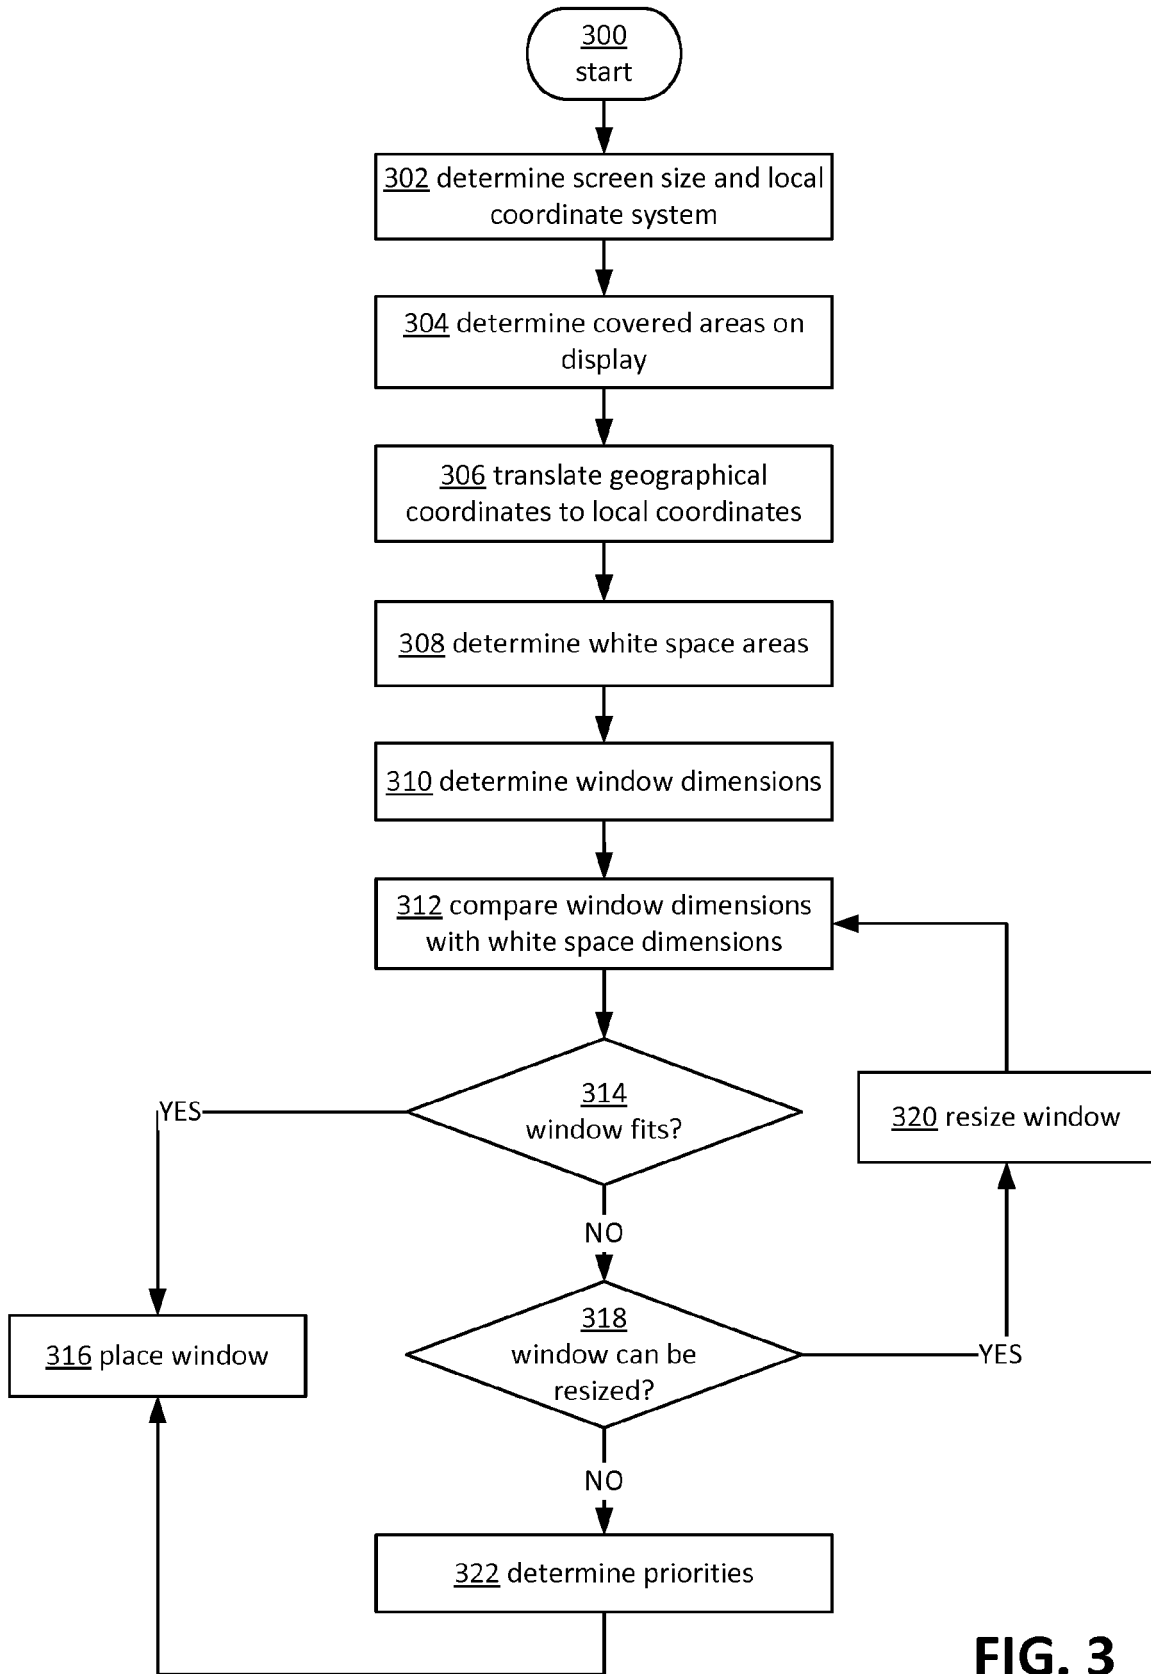 300
start
302 determine screen size and local
coordinate system
304 determine covered areas on
display
306 translate geographical
coordinates to local coordinates
308 determine white space areas
310 determine window dimensions
312 compare window dimensions
with white space dimensions
314
window fits?
YES
320 resize window
NO
318
window can be
resized?
316 place window
YES
NO
322 determine priorities
FIG. 3